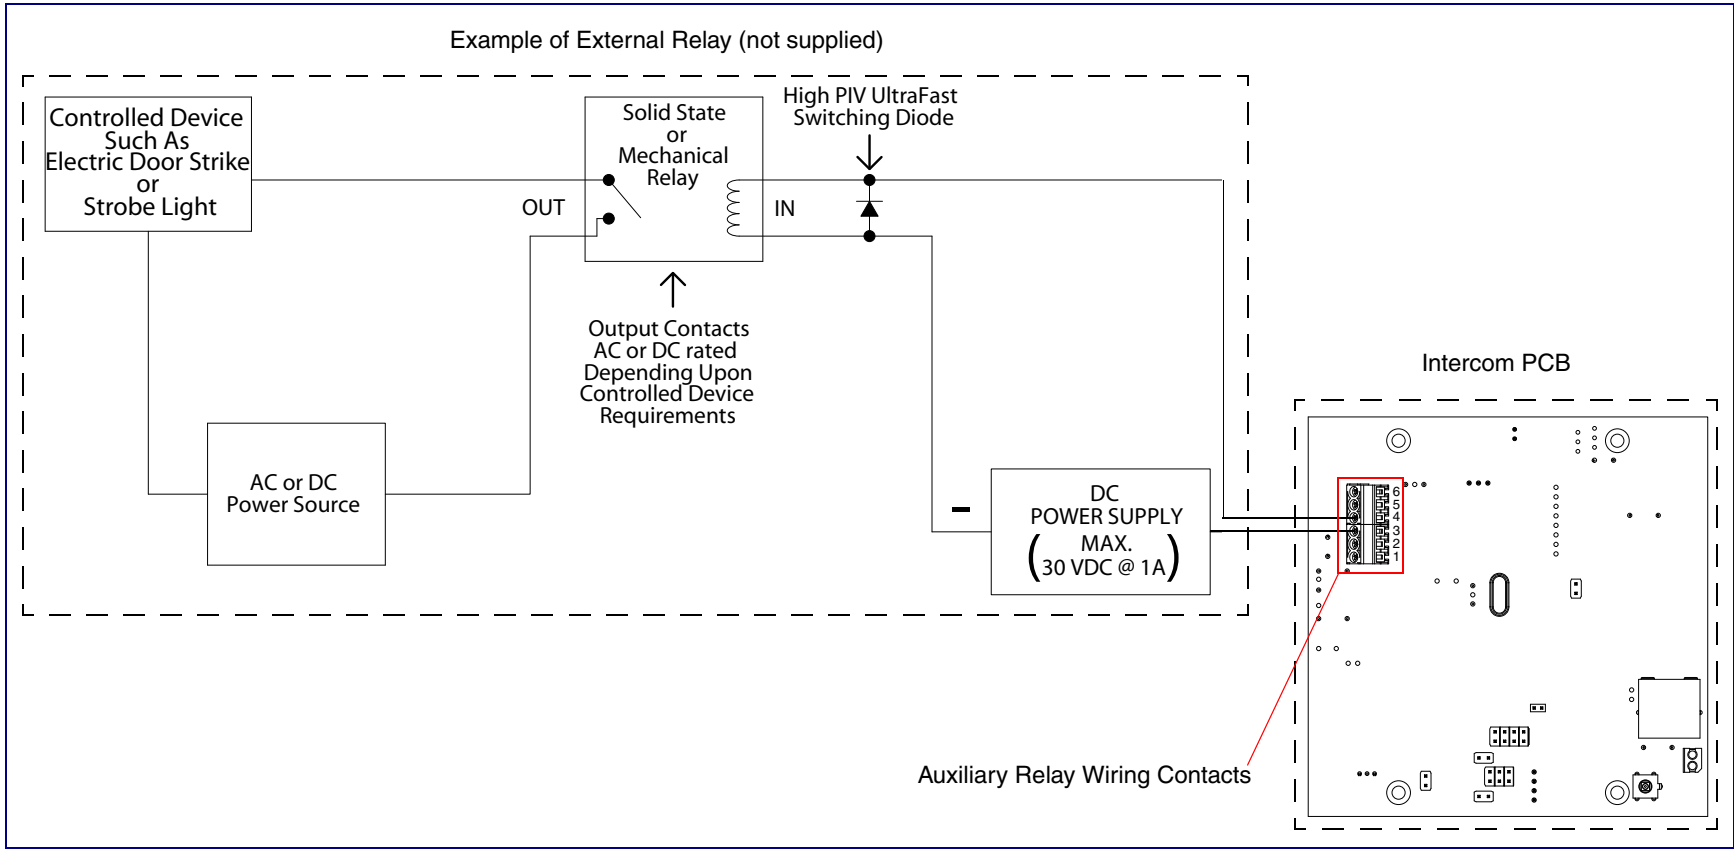 Example of External Relay (not supplied)
Controlled Device
Such As
Electric Door Strike
or
Strobe Light
Solid State
or
Mechanical
Relay
High PIV UltraFast
Switching Diode
OUT
IN
Output Contacts
AC or DC rated
Depending Upon
Controlled Device
Requirements
AC or DC
Power Source
–
DC
POWER SUPPLY
( MAX.
30 VDC @ 1A )
Intercom PCB
6
5
4
3
2
1
Auxiliary Relay Wiring Contacts